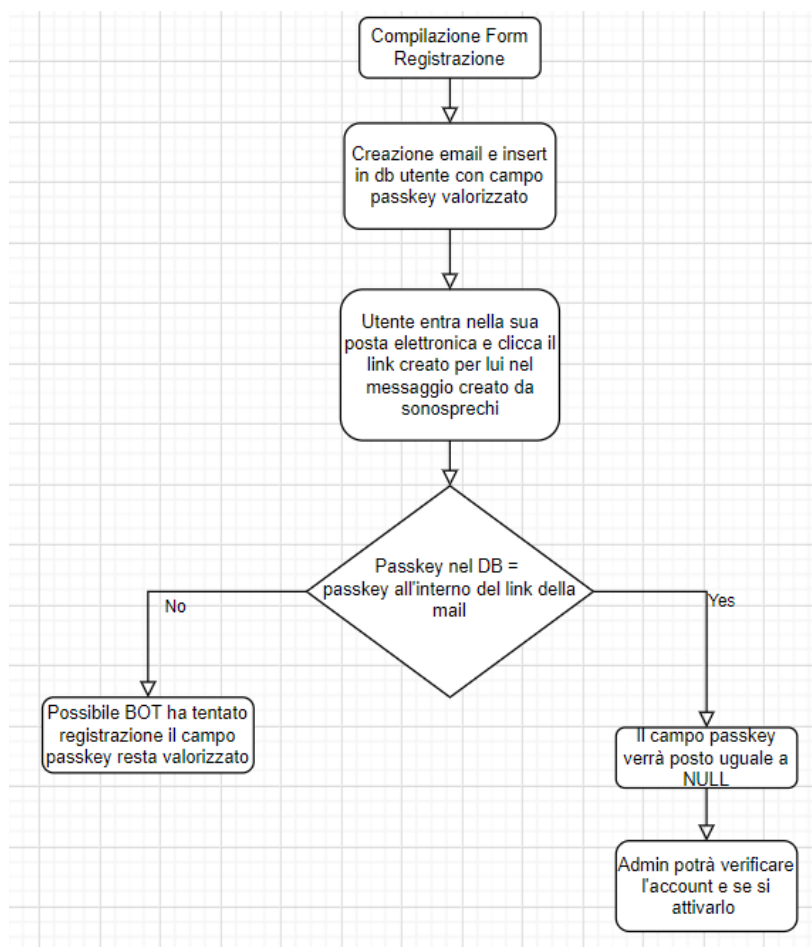 Compilazione Form
Registrazione
Creazione email e insert
in db utente con campo
passkey valorizzato
Utente entra nella sua
posta elettronica e clicca il
link creato per lui nel
messaggio creato da
sonosprechi
Passkey nel DB =
passkey all'interno del link della
mail
No
Yes
Possibile BOT ha tentato
registrazione il campo
passkey resta valorizzato
Il campo passkey
verrà posto uguale a
NULL
Admin potrà verificare
l'account e se si
attivarlo